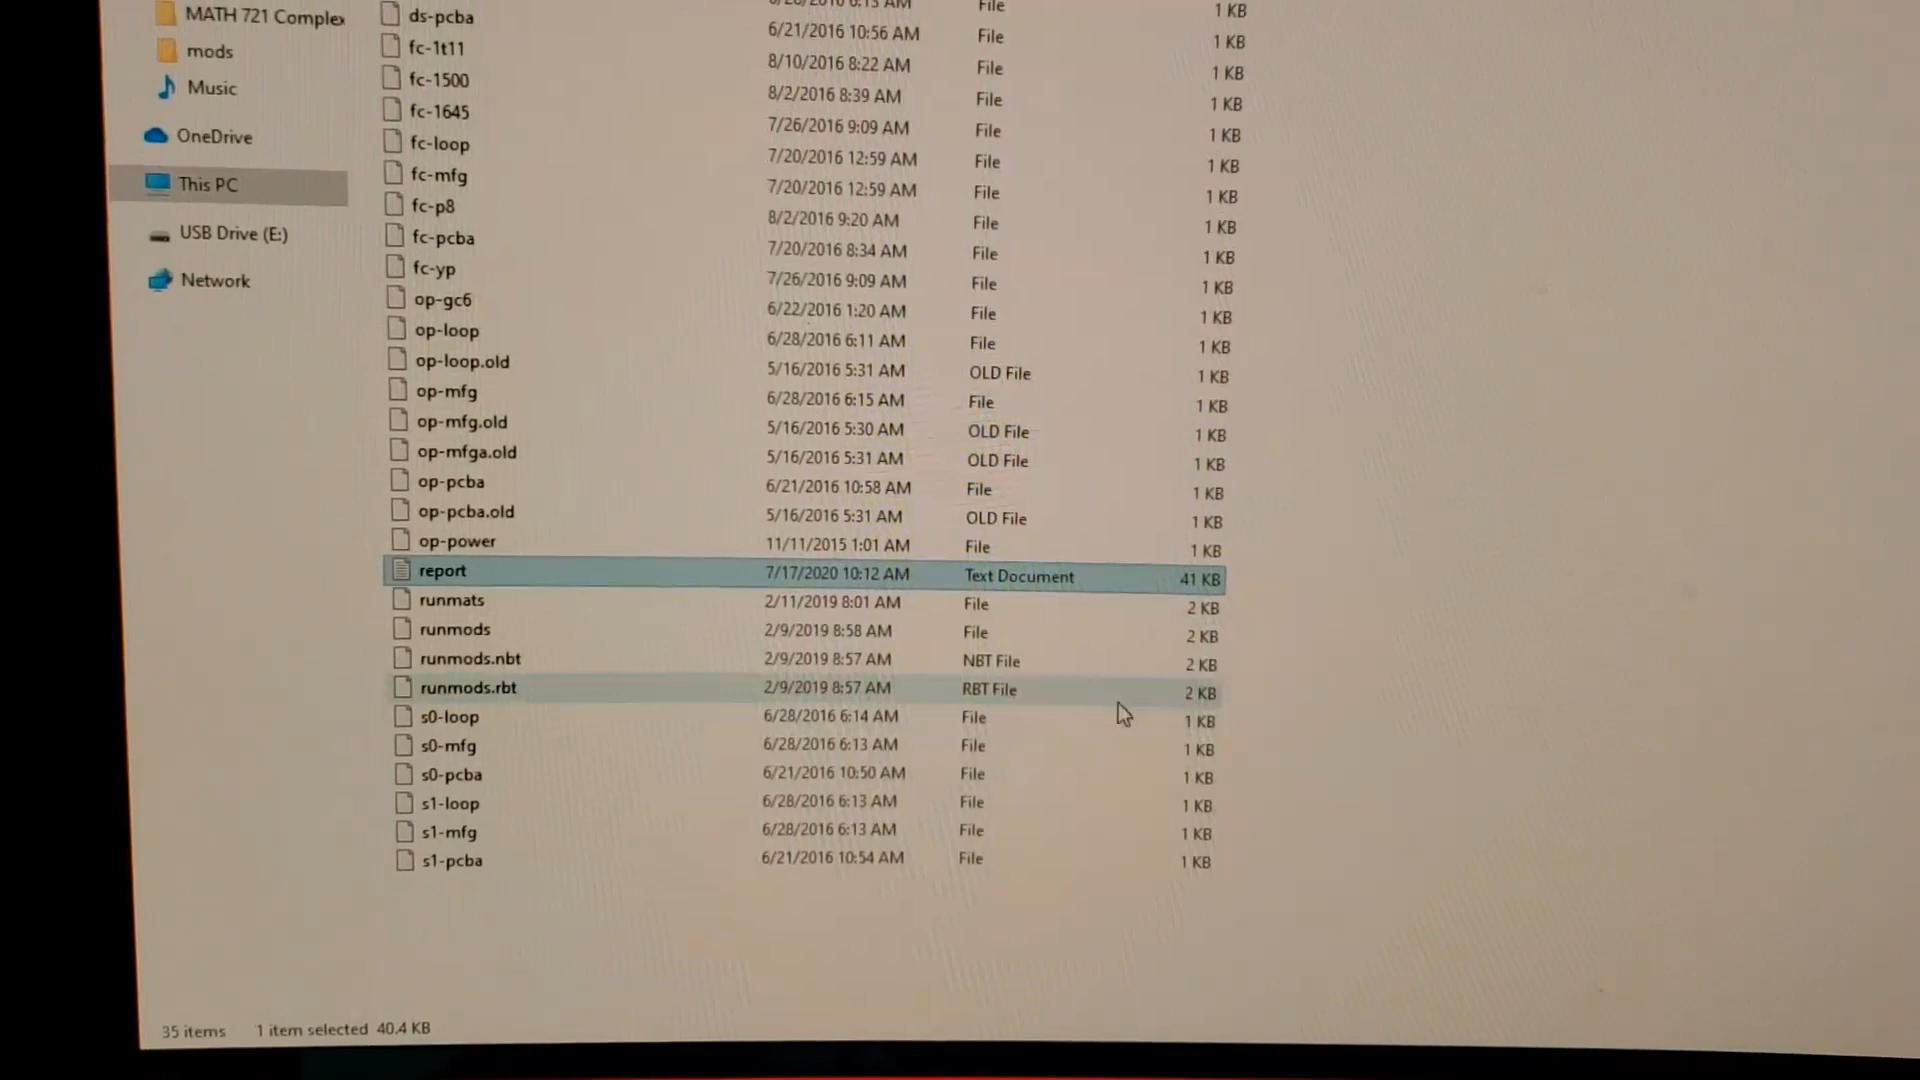 MATH 721 Complex
mods
Music
OneDrive
This PC
USB Drive (E:)
Network
File 1 KB
ds-pcba 6/21/2016 10:56 AM File 1 KB
fc-1t11 8/10/2016 8:22 AM File 1 KB
fc-1500 8/2/2016 8:39 AM File 1 KB
fc-1645 7/26/2016 9:09 AM File 1 KB
fc-loop 7/20/2016 12:59 AM File 1 KB
fc-mfg 7/20/2016 12:59 AM File 1 KB
fc-p8 8/2/2016 9:20 AM File 1 KB
fc-pcba 7/20/2016 8:34 AM File 1 KB
fc-yp 7/26/2016 9:09 AM File 1 KB
op-gc6 6/22/2016 1:20 AM File 1 KB
op-loop 6/28/2016 6:11 AM File 1 KB
op-loop.old 5/16/2016 5:31 AM OLD File 1 KB
op-mfg 6/28/2016 6:15 AM File 1 KB
op-mfg.old 5/16/2016 5:30 AM OLD File 1 KB
op-mfga.old 5/16/2016 5:31 AM OLD File 1 KB
op-pcba 6/21/2016 10:58 AM File 1 KB
op-pcba.old 5/16/2016 5:31 AM OLD File 1 KB
op-power 11/11/2015 1:01 AM File 1 KB
report 7/17/2020 10:12 AM Text Document 41 KB
runmats 2/11/2019 8:01 AM File 2 KB
runmods 2/9/2019 8:58 AM File 2 KB
runmods.nbt 2/9/2019 8:57 AM NBT File 2 KB
runmods.rbt 2/9/2019 8:57 AM RBT File 2 KB
s0-loop 6/28/2016 6:14 AM File 1 KB
s0-mfg 6/28/2016 6:13 AM File 1 KB
s0-pcba 6/21/2016 10:50 AM File 1 KB
s1-loop 6/28/2016 6:13 AM File 1 KB
s1-mfg 6/28/2016 6:13 AM File 1 KB
s1-pcba 6/21/2016 10:54 AM File 1 KB
35 items 1 item selected 40.4 KB